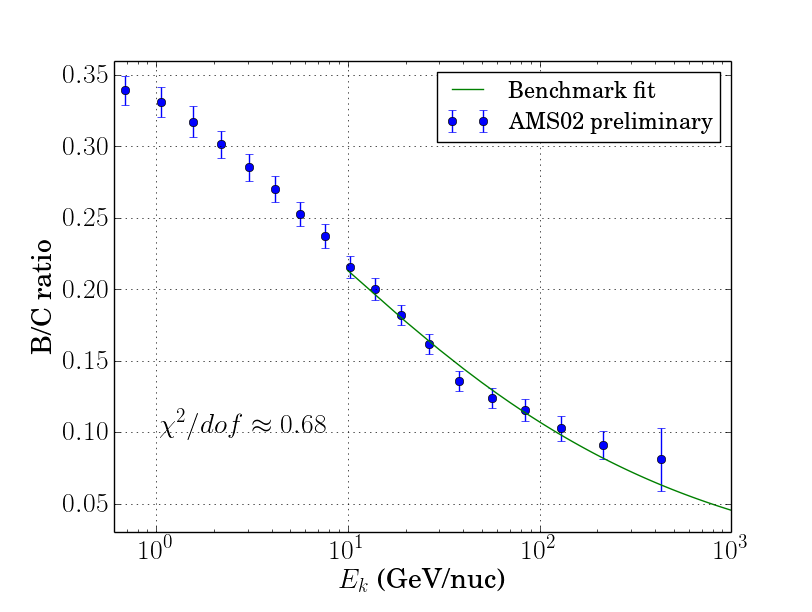 0.35
0.30
0.25
0.20
0.15
0.10
0.05
B/C ratio
Benchmark fit
AMS02 preliminary
χ²/dof ≈ 0.68
10⁰ 10¹ 10² 10³
Eₖ (GeV/nuc)